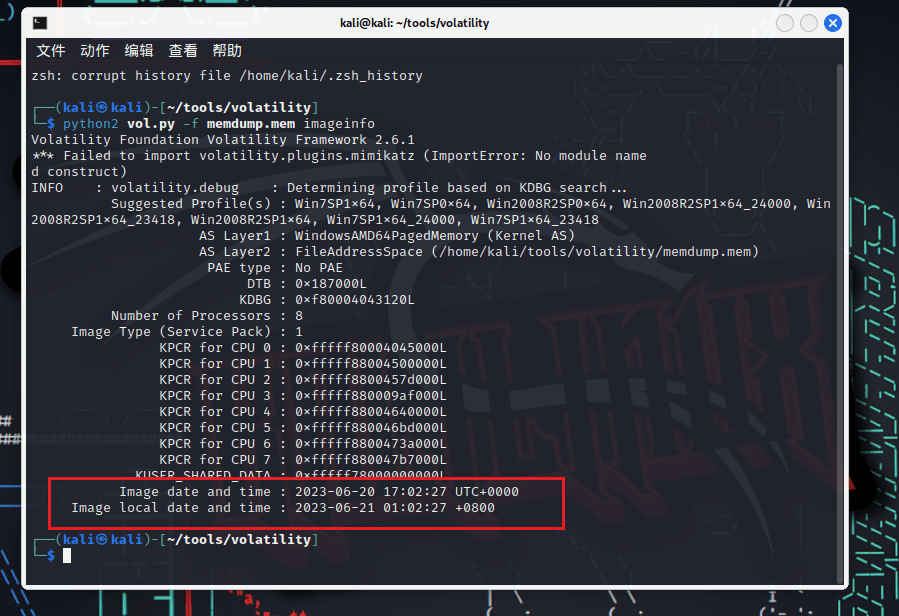 kali@kali: ~/tools/volatility
文件 动作 编辑 查看 帮助
zsh: corrupt history file /home/kali/.zsh_history
┌──(kali㉿kali)-[~/tools/volatility]
└─$ python2 vol.py -f memdump.mem imageinfo
Volatility Foundation Volatility Framework 2.6.1
*** Failed to import volatility.plugins.mimikatz (ImportError: No module name
d construct)
INFO    : volatility.debug    : Determining profile based on KDBG search...
Suggested Profile(s) : Win7SP1x64, Win7SP0x64, Win2008R2SP0x64, Win2008R2SP1x64_24000, Win
2008R2SP1x64_23418, Win2008R2SP1x64, Win7SP1x64_24000, Win7SP1x64_23418
AS Layer1 : WindowsAMD64PagedMemory (Kernel AS)
AS Layer2 : FileAddressSpace (/home/kali/tools/volatility/memdump.mem)
PAE type : No PAE
DTB : 0x187000L
KDBG : 0xf80004043120L
Number of Processors : 8
Image Type (Service Pack) : 1
KPCR for CPU 0 : 0xfffff80004045000L
KPCR for CPU 1 : 0xfffff88004500000L
KPCR for CPU 2 : 0xfffff8800457d000L
KPCR for CPU 3 : 0xfffff880009af000L
KPCR for CPU 4 : 0xfffff88004640000L
KPCR for CPU 5 : 0xfffff880046bd000L
KPCR for CPU 6 : 0xfffff8800473a000L
KPCR for CPU 7 : 0xfffff880047b7000L
KUSER_SHARED_DATA : 0xfffff78000000000L
Image date and time : 2023-06-20 17:02:27 UTC+0000
Image local date and time : 2023-06-21 01:02:27 +0800
┌──(kali㉿kali)-[~/tools/volatility]
└─$